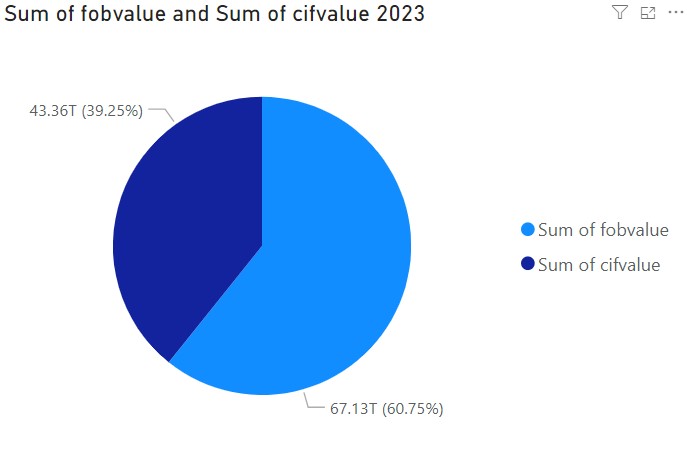 Sum of fobvalue and Sum of cifvalue 2023
43.36T (39.25%)
Sum of fobvalue
Sum of cifvalue
67.13T (60.75%)